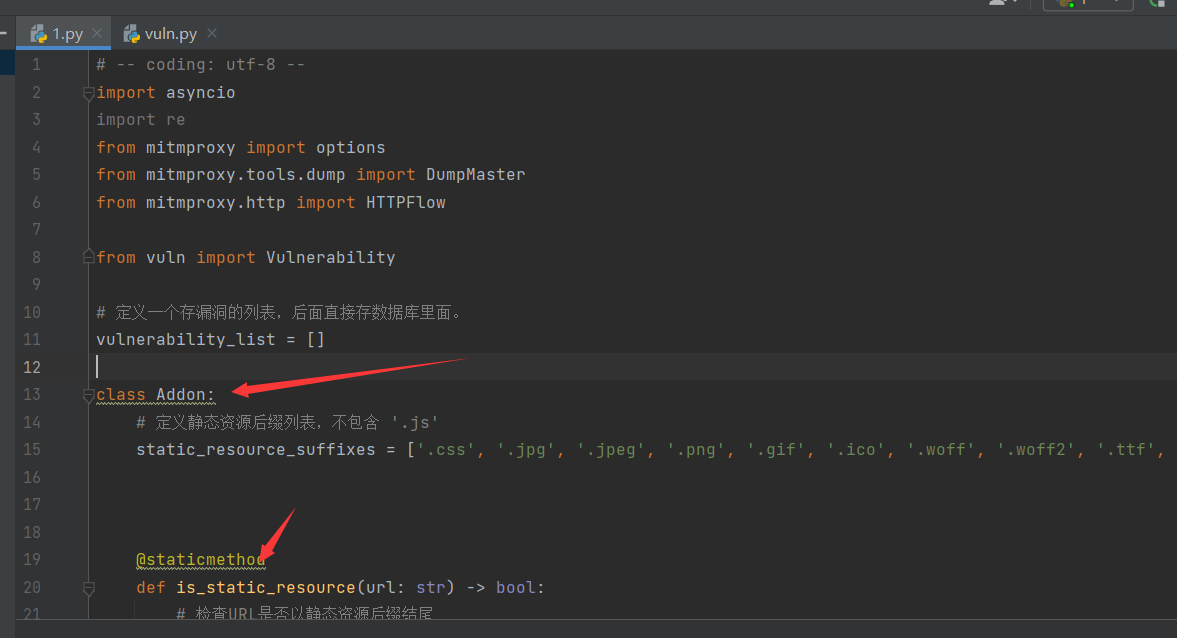 1.py
vuln.py
1 # -- coding: utf-8 --
2 import asyncio
3 import re
4 from mitmproxy import options
5 from mitmproxy.tools.dump import DumpMaster
6 from mitmproxy.http import HTTPFlow
7
8 from vuln import Vulnerability
9
10 # 定义一个存漏洞的列表，后面直接存数据库里面。
11 vulnerability_list = []
12
13 class Addon:
14     # 定义静态资源后缀列表，不包含 '.js'
15     static_resource_suffixes = ['.css', '.jpg', '.jpeg', '.png', '.gif', '.ico', '.woff', '.woff2', '.ttf',
16
17
18
19     @staticmethod
20     def is_static_resource(url: str) -> bool:
21         # 检查URL是否以静态资源后缀结尾